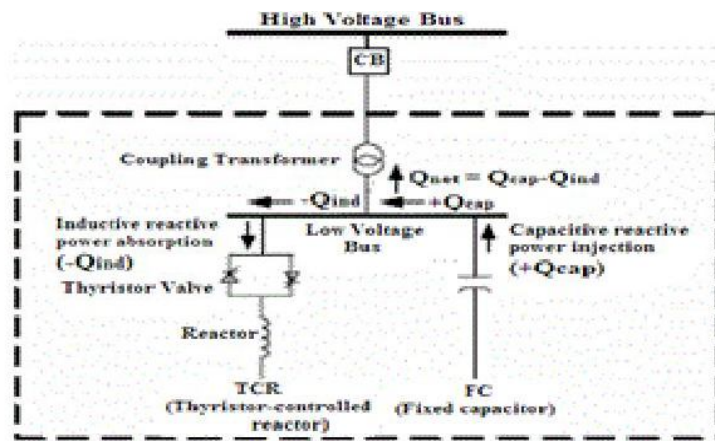 High Voltage Bus
CB
Coupling Transformer
Qnet = Qcap-Qind
-Qind
+Qcap
Inductive reactive
power absorption
(-Qind)
Low Voltage
Bus
Capacitive reactive
power injection
(+Qcap)
Thyristor Valve
Reactor
TCR
(Thyristor-controlled
reactor)
FC
(Fixed capacitor)